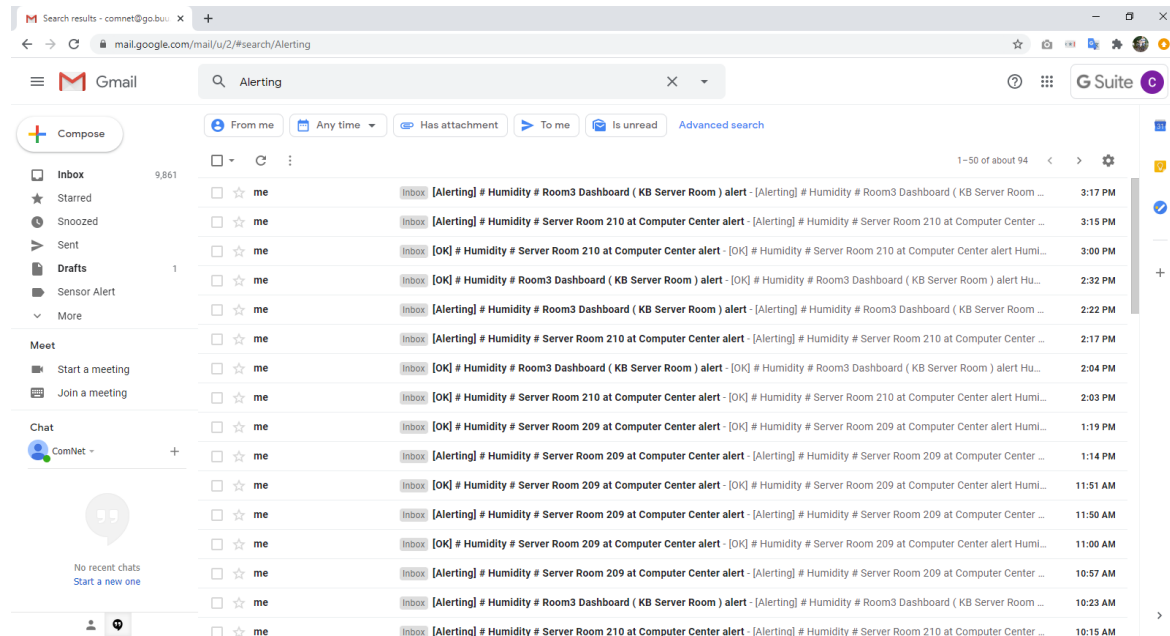 Search results - comnet@go.buu
mail.google.com/mail/u/2/#search/Alerting
Gmail
Alerting
G Suite
C
Compose
From me
Any time
Has attachment
To me
Is unread
Advanced search
1–50 of about 94
Inbox 9,861
Starred
Snoozed
Sent
Drafts 1
Sensor Alert
More
Meet
Start a meeting
Join a meeting
Chat
ComNet
No recent chats
Start a new one
me Inbox [Alerting] # Humidity # Room3 Dashboard ( KB Server Room ) alert - [Alerting] # Humidity # Room3 Dashboard ( KB Server Room ... 3:17 PM
me Inbox [Alerting] # Humidity # Server Room 210 at Computer Center alert - [Alerting] # Humidity # Server Room 210 at Computer Center ... 3:15 PM
me Inbox [OK] # Humidity # Server Room 210 at Computer Center alert - [OK] # Humidity # Server Room 210 at Computer Center alert Humi... 3:00 PM
me Inbox [OK] # Humidity # Room3 Dashboard ( KB Server Room ) alert - [OK] # Humidity # Room3 Dashboard ( KB Server Room ) alert Hu... 2:32 PM
me Inbox [Alerting] # Humidity # Room3 Dashboard ( KB Server Room ) alert - [Alerting] # Humidity # Room3 Dashboard ( KB Server Room ... 2:22 PM
me Inbox [Alerting] # Humidity # Server Room 210 at Computer Center alert - [Alerting] # Humidity # Server Room 210 at Computer Center ... 2:17 PM
me Inbox [OK] # Humidity # Room3 Dashboard ( KB Server Room ) alert - [OK] # Humidity # Room3 Dashboard ( KB Server Room ) alert Hu... 2:04 PM
me Inbox [OK] # Humidity # Server Room 210 at Computer Center alert - [OK] # Humidity # Server Room 210 at Computer Center alert Humi... 2:03 PM
me Inbox [OK] # Humidity # Server Room 209 at Computer Center alert - [OK] # Humidity # Server Room 209 at Computer Center alert Humi... 1:19 PM
me Inbox [Alerting] # Humidity # Server Room 209 at Computer Center alert - [Alerting] # Humidity # Server Room 209 at Computer Center ... 1:14 PM
me Inbox [OK] # Humidity # Server Room 209 at Computer Center alert - [OK] # Humidity # Server Room 209 at Computer Center alert Humi... 11:51 AM
me Inbox [Alerting] # Humidity # Server Room 209 at Computer Center alert - [Alerting] # Humidity # Server Room 209 at Computer Center ... 11:50 AM
me Inbox [OK] # Humidity # Server Room 209 at Computer Center alert - [OK] # Humidity # Server Room 209 at Computer Center alert Humi... 11:00 AM
me Inbox [Alerting] # Humidity # Server Room 209 at Computer Center alert - [Alerting] # Humidity # Server Room 209 at Computer Center ... 10:57 AM
me Inbox [Alerting] # Humidity # Room3 Dashboard ( KB Server Room ) alert - [Alerting] # Humidity # Room3 Dashboard ( KB Server Room ... 10:23 AM
me Inbox [Alerting] # Humidity # Server Room 210 at Computer Center alert - [Alerting] # Humidity # Server Room 210 at Computer Center ... 10:15 AM